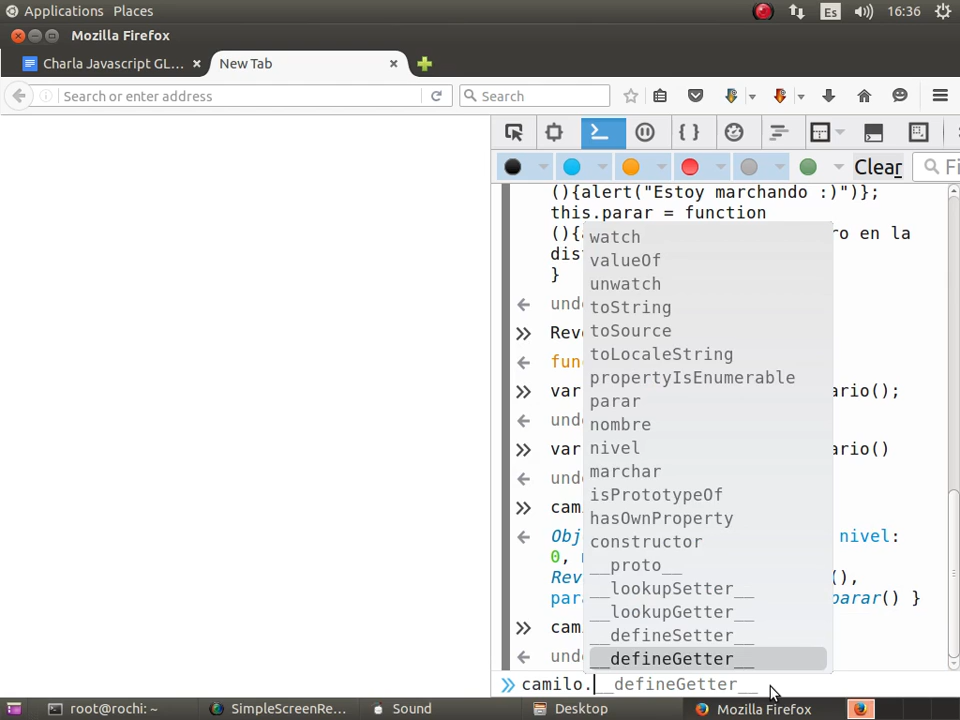 Applications Places Es 16:36
Mozilla Firefox
Charla Javascript GL... × New Tab ×
Search or enter address Search
Clear Fi
(){alert("Estoy marchando :)")};
this.parar = function
ro en la
watch
valueOf
unwatch
}
und
toString
Rev
toSource
toLocaleString
propertyIsEnumerable
var ario();
parar
und
nombre
var ario()
nivel
marchar
und
isPrototypeOf
cam
hasOwnProperty
Obj nivel:
constructor
0,
__proto__
Rev (),
__lookupSetter__
para parar() }
__lookupGetter__
cam
__defineSetter__
und
__defineGetter__
camilo.__defineGetter__
root@rochi: ~ SimpleScreenRe... Sound Desktop Mozilla Firefox